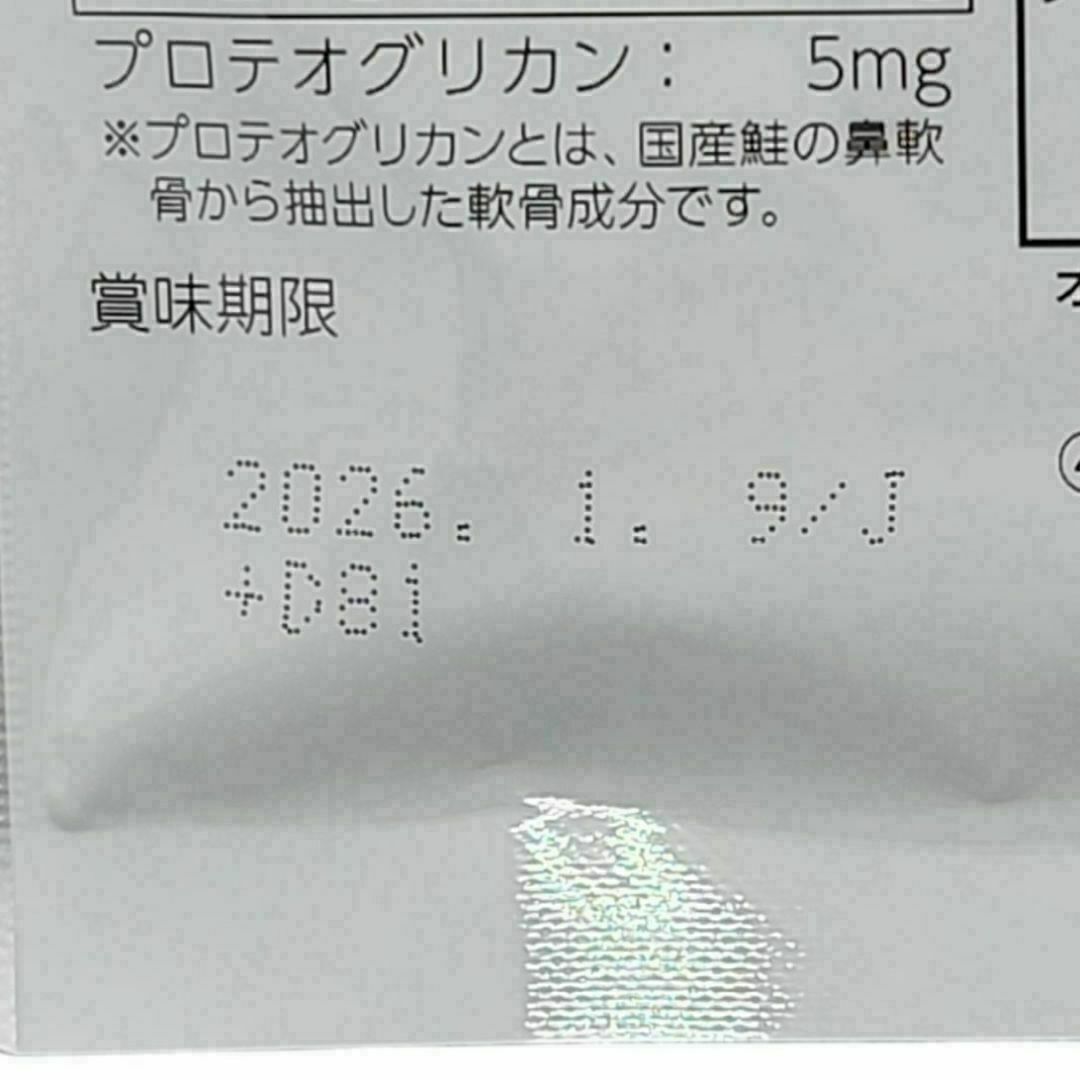 プロテオグリカン： 5mg
※プロテオグリカンとは、国産鮭の鼻軟
骨から抽出した軟骨成分です。
賞味期限
2026. 1. 9/J
+D81